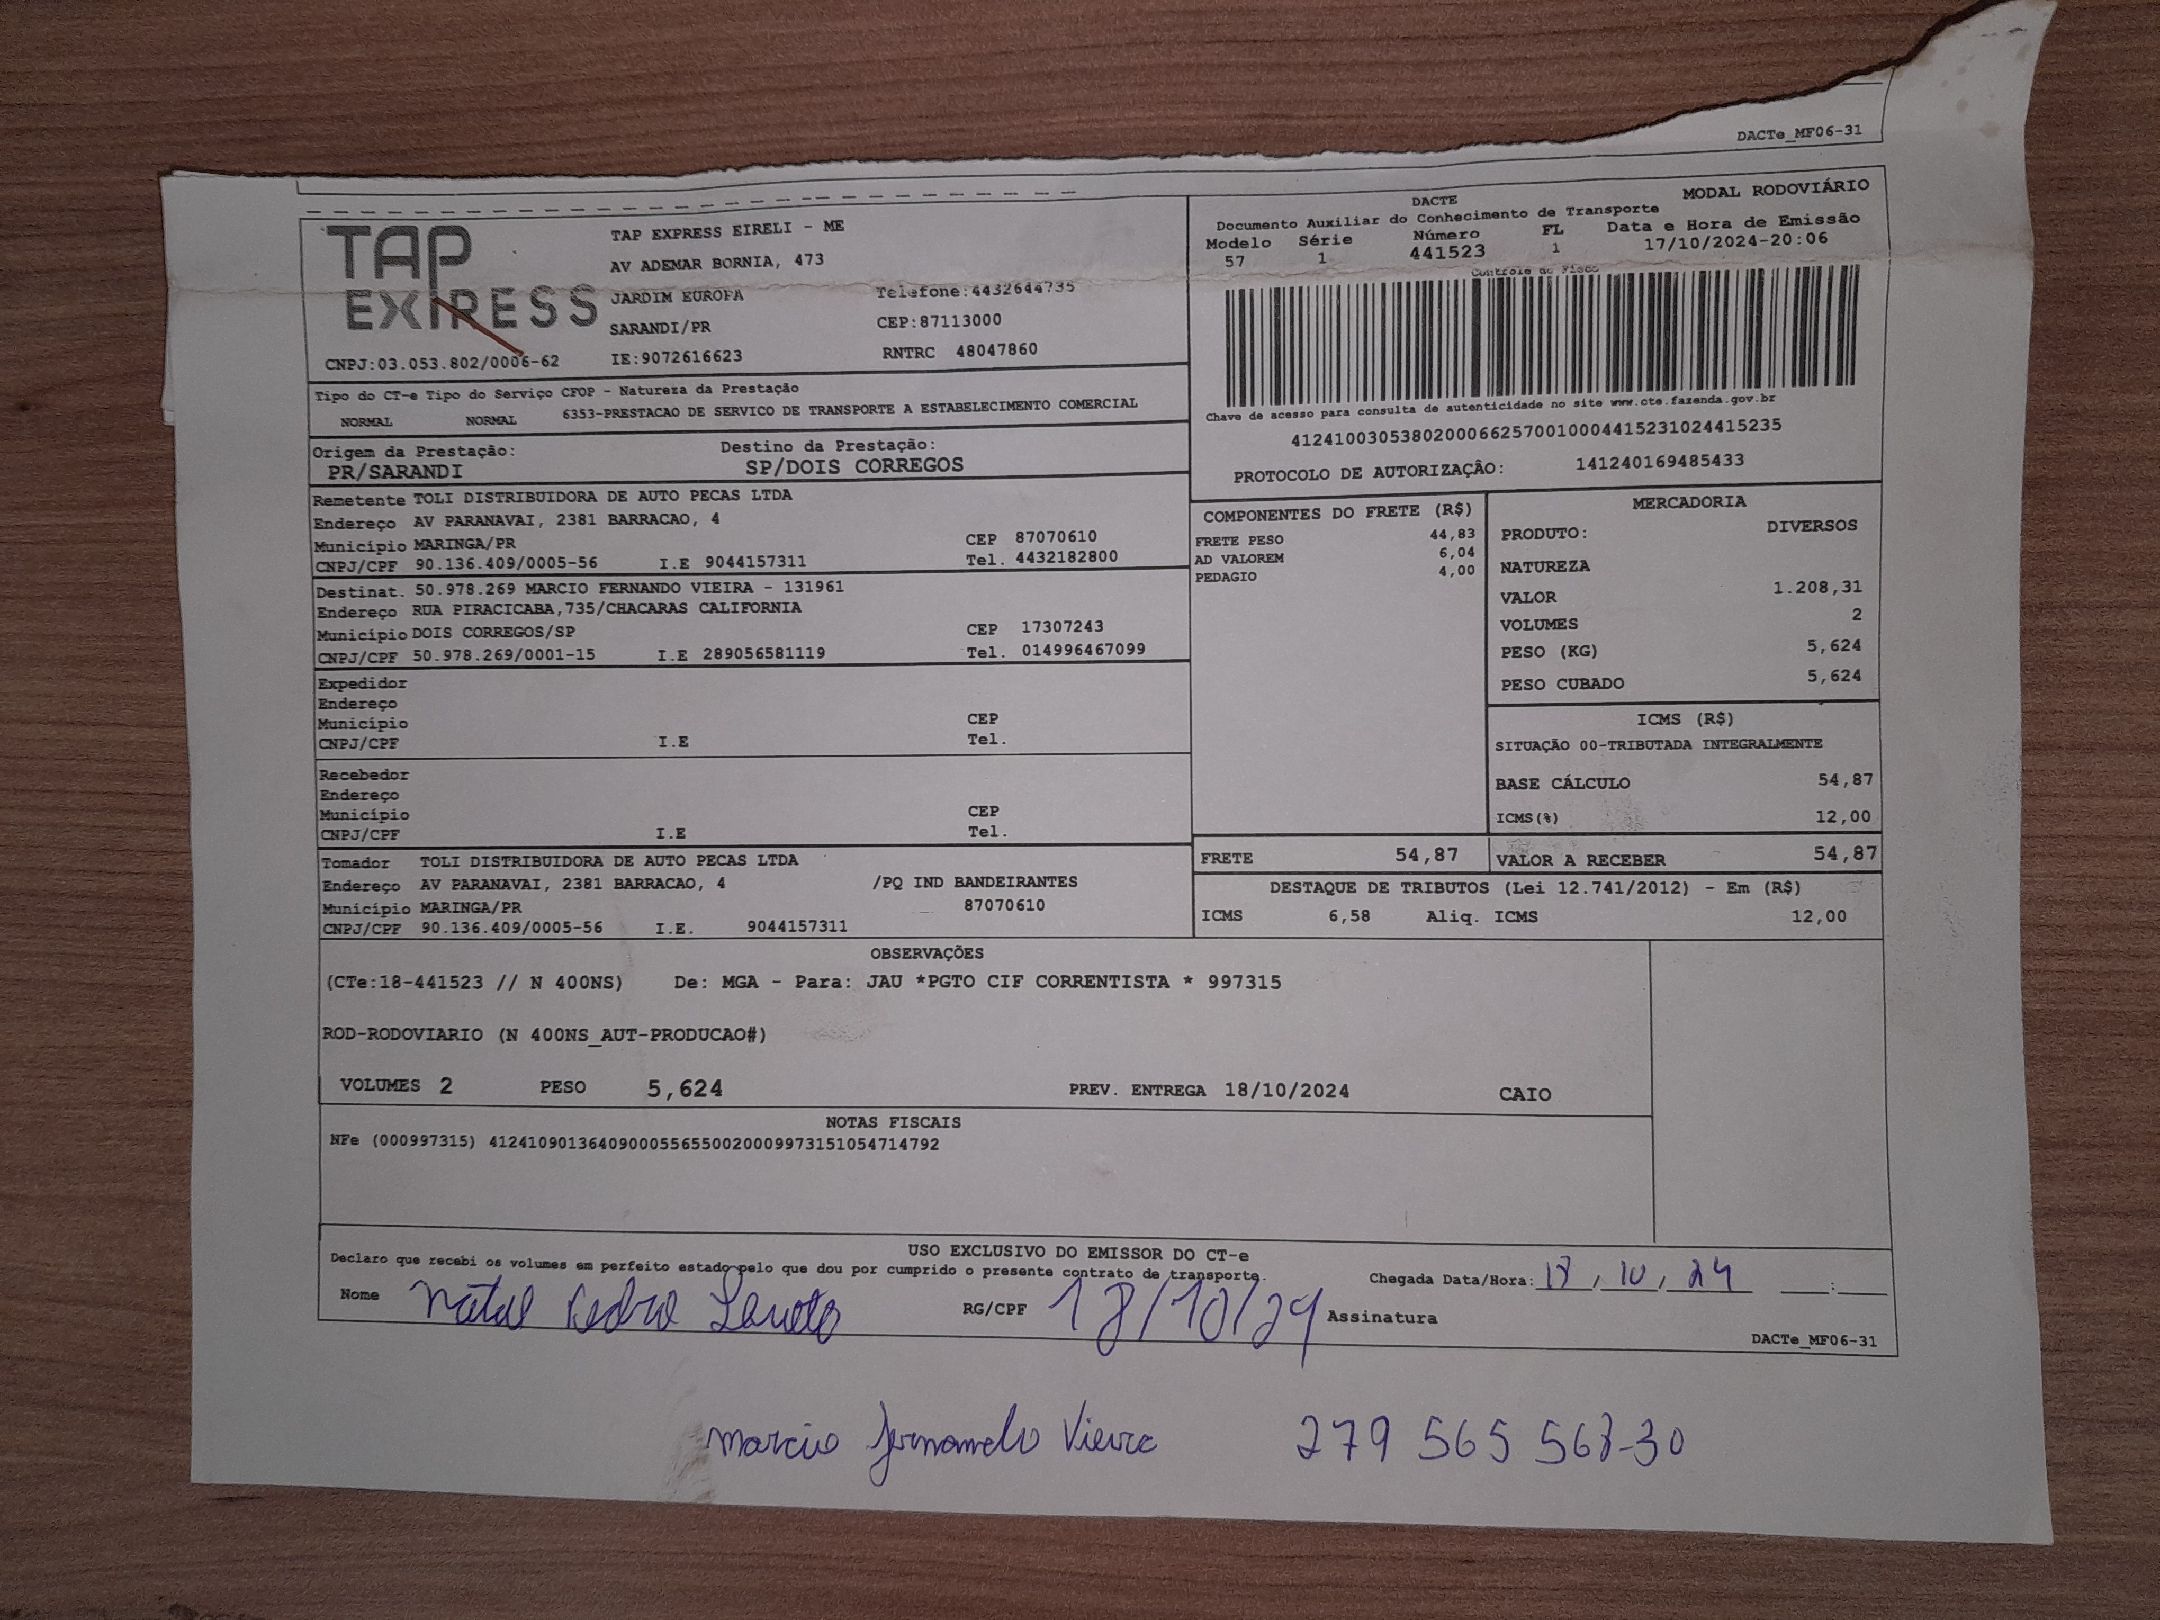 DACTe_MF06-31
TAP EXPRESS
TAP EXPRESS EIRELI - ME
AV ADEMAR BORNIA, 473
JARDIM EUROPA Telefone:4432644735
SARANDI/PR CEP:87113000
CNPJ:03.053.802/0006-62 IE:9072616623 RNTRC 48047860
DACTE MODAL RODOVIÁRIO
Documento Auxiliar do Conhecimento de Transporte
Modelo Série Número FL Data e Hora de Emissão
57 1 441523 1 17/10/2024-20:06
Controle do Fisco
Chave de acesso para consulta de autenticidade no site www.cte.fazenda.gov.br
41241003053802000662570010004415231024415235
PROTOCOLO DE AUTORIZAÇÃO: 141240169485433
Tipo do CT-e Tipo do Serviço CFOP - Natureza da Prestação
NORMAL NORMAL 6353-PRESTACAO DE SERVICO DE TRANSPORTE A ESTABELECIMENTO COMERCIAL
Origem da Prestação: Destino da Prestação:
PR/SARANDI SP/DOIS CORREGOS
Remetente TOLI DISTRIBUIDORA DE AUTO PECAS LTDA
Endereço AV PARANAVAI, 2381 BARRACAO, 4
Município MARINGA/PR CEP 87070610
CNPJ/CPF 90.136.409/0005-56 I.E 9044157311 Tel. 4432182800
Destinat. 50.978.269 MARCIO FERNANDO VIEIRA - 131961
Endereço RUA PIRACICABA,735/CHACARAS CALIFORNIA
Município DOIS CORREGOS/SP CEP 17307243
CNPJ/CPF 50.978.269/0001-15 I.E 289056581119 Tel. 014996467099
Expedidor
Endereço
Município CEP
CNPJ/CPF I.E Tel.
Recebedor
Endereço
Município CEP
CNPJ/CPF I.E Tel.
Tomador TOLI DISTRIBUIDORA DE AUTO PECAS LTDA
Endereço AV PARANAVAI, 2381 BARRACAO, 4 /PQ IND BANDEIRANTES
Município MARINGA/PR 87070610
CNPJ/CPF 90.136.409/0005-56 I.E. 9044157311
COMPONENTES DO FRETE (R$)
FRETE PESO 44,83
AD VALOREM 6,04
PEDAGIO 4,00
MERCADORIA
PRODUTO: DIVERSOS
NATUREZA
VALOR 1.208,31
VOLUMES 2
PESO (KG) 5,624
PESO CUBADO 5,624
ICMS (R$)
SITUAÇÃO 00-TRIBUTADA INTEGRALMENTE
BASE CÁLCULO 54,87
ICMS(%) 12,00
FRETE 54,87 VALOR A RECEBER 54,87
DESTAQUE DE TRIBUTOS (Lei 12.741/2012) - Em (R$)
ICMS 6,58 Aliq. ICMS 12,00
OBSERVAÇÕES
(CTe:18-441523 // N 400NS) De: MGA - Para: JAU *PGTO CIF CORRENTISTA * 997315
ROD-RODOVIARIO (N 400NS_AUT-PRODUCAO#)
VOLUMES 2 PESO 5,624 PREV. ENTREGA 18/10/2024 CAIO
NOTAS FISCAIS
NFe (000997315) 41241090136409000556550020009973151054714792
USO EXCLUSIVO DO EMISSOR DO CT-e
Declaro que recebi os volumes em perfeito estado pelo que dou por cumprido o presente contrato de transporte.
Chegada Data/Hora: 18, 10, 24 :
Nome Natal Pedro RG/CPF 18/10/24 Assinatura
DACTe_MF06-31
Marcio Fernando Vieira 279 565 568-30